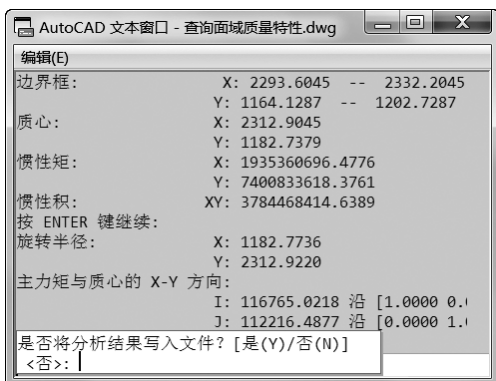 AutoCAD 文本窗口 - 查询面域质量特性.dwg
编辑(E)
边界框: X: 2293.6045 -- 2332.2045
Y: 1164.1287 -- 1202.7287
质心: X: 2312.9045
Y: 1182.7379
惯性矩: X: 1935360696.4776
Y: 7400833618.3761
惯性积: XY: 3784468414.6389
按 ENTER 键继续:
旋转半径: X: 1182.7736
Y: 2312.9220
主力矩与质心的 X-Y 方向:
I: 116765.0218 沿 [1.0000 0.(
J: 112216.4877 沿 [0.0000 1.(
是否将分析结果写入文件? [是(Y)/否(N)]
<否>: